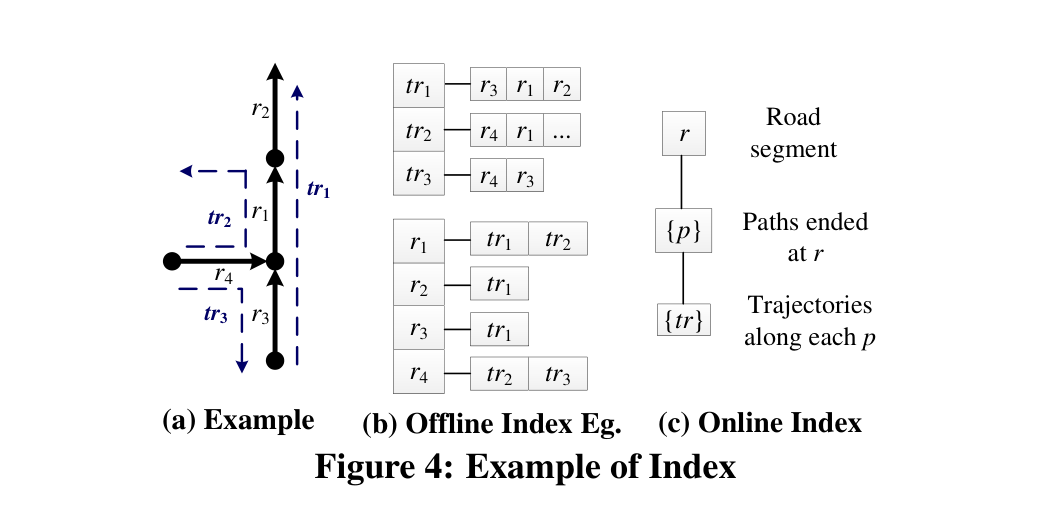 r2
tr1
tr2
r1
r4
tr3
r3
(a) Example
tr1 r3 r1 r2
tr2 r4 r1 ...
tr3 r4 r3
r1 tr1 tr2
r2 tr1
r3 tr1
r4 tr2 tr3
(b) Offline Index Eg.
r
Road
segment
{p}
Paths ended
at r
{tr}
Trajectories
along each p
(c) Online Index
Figure 4: Example of Index